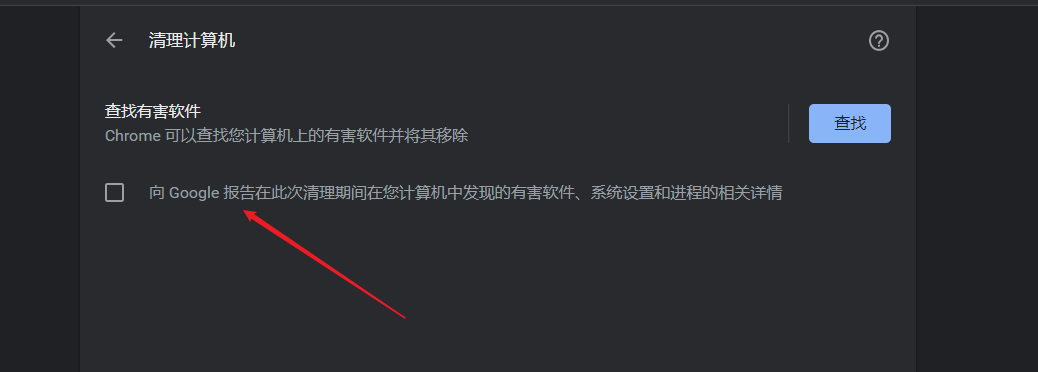 清理计算机
查找有害软件
Chrome 可以查找您计算机上的有害软件并将其移除
查找
向 Google 报告在此次清理期间在您计算机中发现的有害软件、系统设置和进程的相关详情